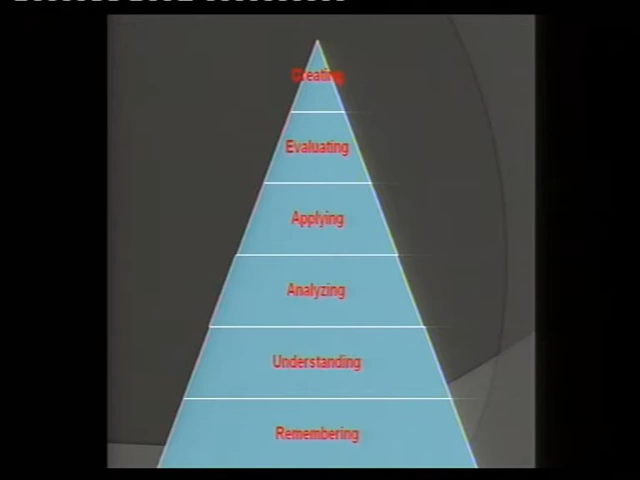 Creating
Evaluating
Applying
Analyzing
Understanding
Remembering